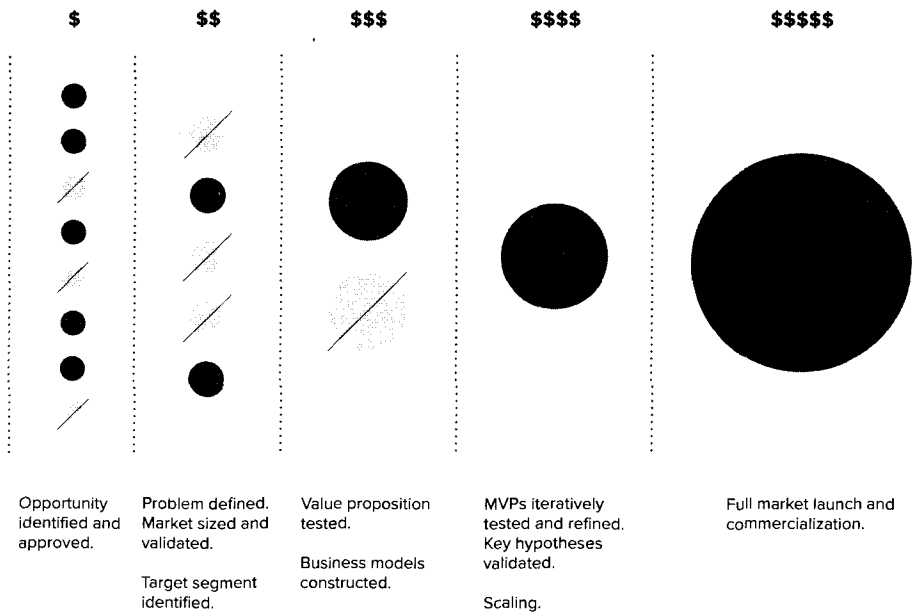 $
$$
$$$
$$$$
$$$$$
Opportunity
identified and
approved.
Problem defined.
Market sized and
validated.
Target segment
identified.
Value proposition
tested.
Business models
constructed.
MVPs iteratively
tested and refined.
Key hypotheses
validated.
Scaling.
Full market launch and
commercialization.